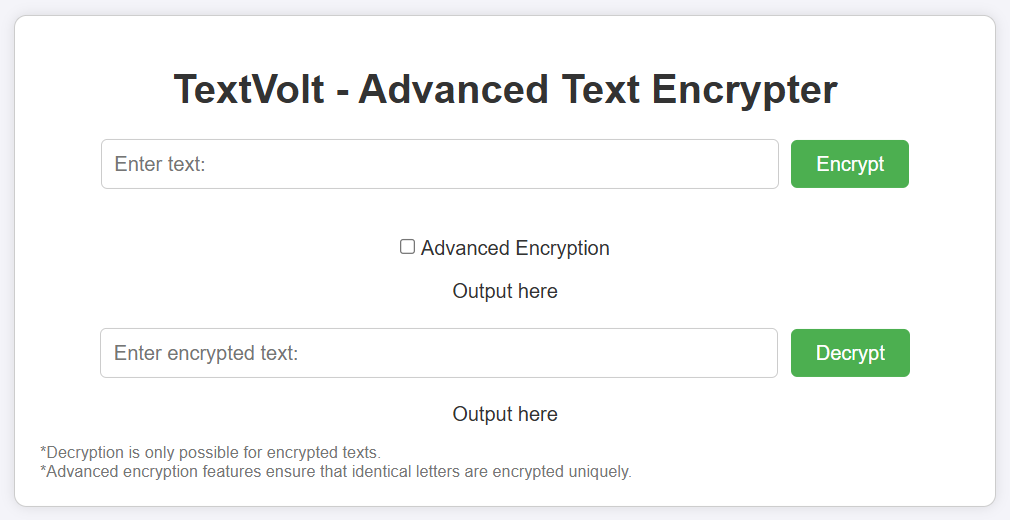 TextVolt - Advanced Text Encrypter
Enter text:
Encrypt
Advanced Encryption
Output here
Enter encrypted text:
Decrypt
Output here
*Decryption is only possible for encrypted texts.
*Advanced encryption features ensure that identical letters are encrypted uniquely.